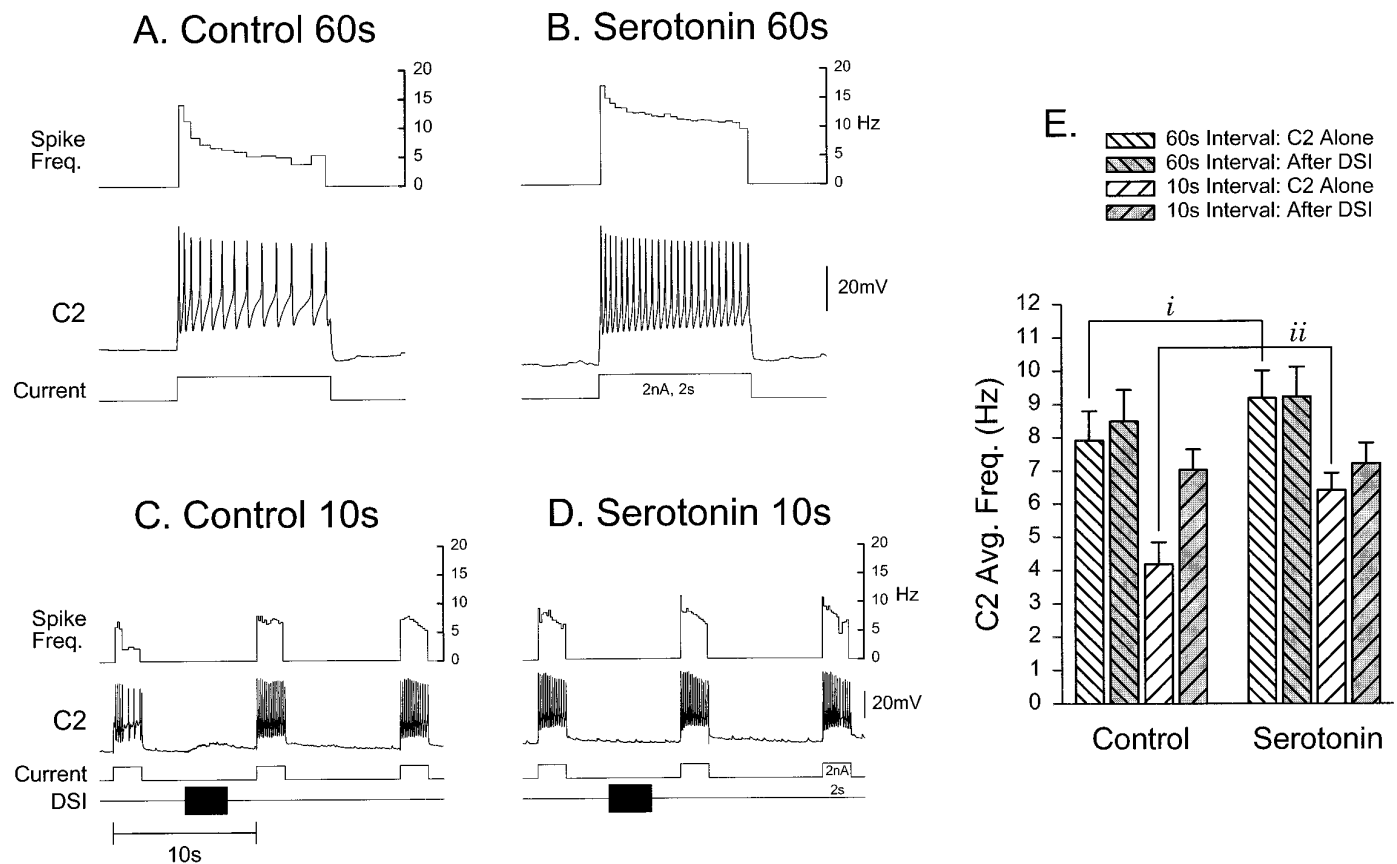 A. Control 60s
20
15
10
5
0
Spike
Freq.
C2
Current
B. Serotonin 60s
20
15
10 Hz
5
0
20mV
2nA, 2s
C. Control 10s
20
15
10
5
0
Spike
Freq.
C2
Current
DSI
10s
D. Serotonin 10s
20
15
10 Hz
5
0
20mV
2nA
2s
E.
60s Interval: C2 Alone
60s Interval: After DSI
10s Interval: C2 Alone
10s Interval: After DSI
C2 Avg. Freq. (Hz)
12
11
10
9
8
7
6
5
4
3
2
1
0
i
ii
Control
Serotonin